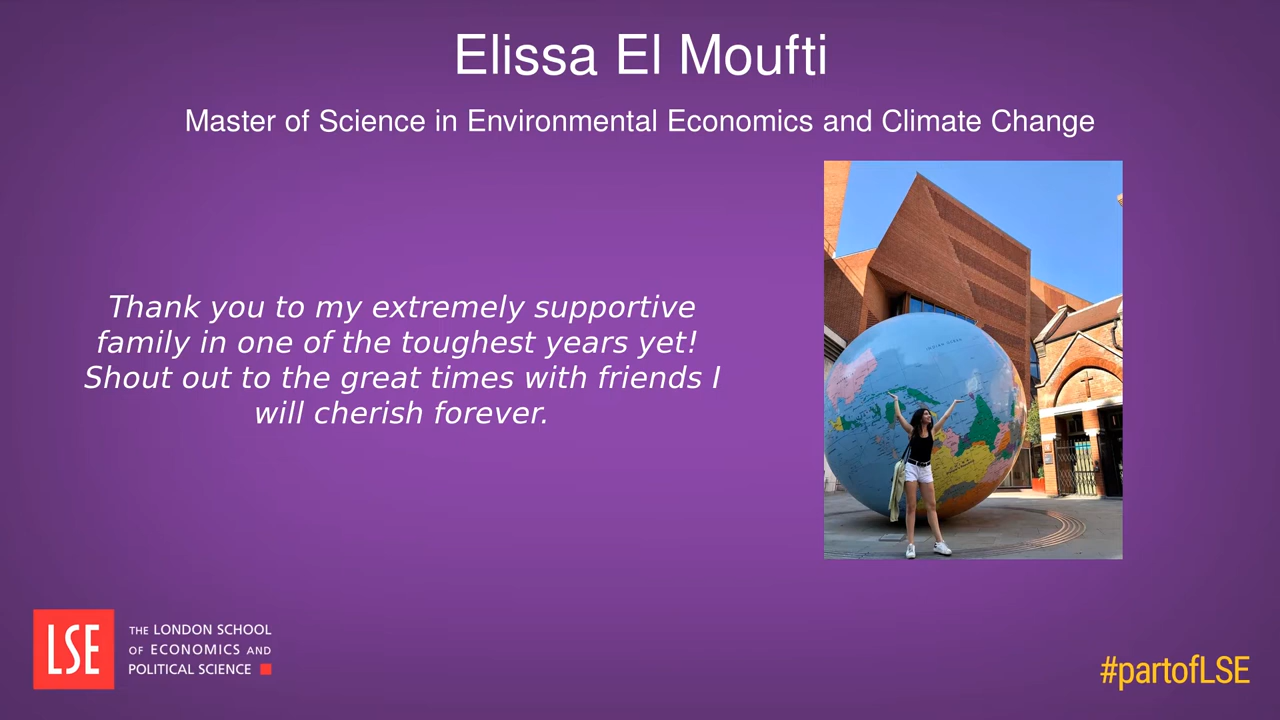 Elissa El Moufti
Master of Science in Environmental Economics and Climate Change
Thank you to my extremely supportive
family in one of the toughest years yet!
Shout out to the great times with friends I
will cherish forever.
INDIAN OCEAN
LSE
THE LONDON SCHOOL
OF ECONOMICS AND
POLITICAL SCIENCE
#partofLSE